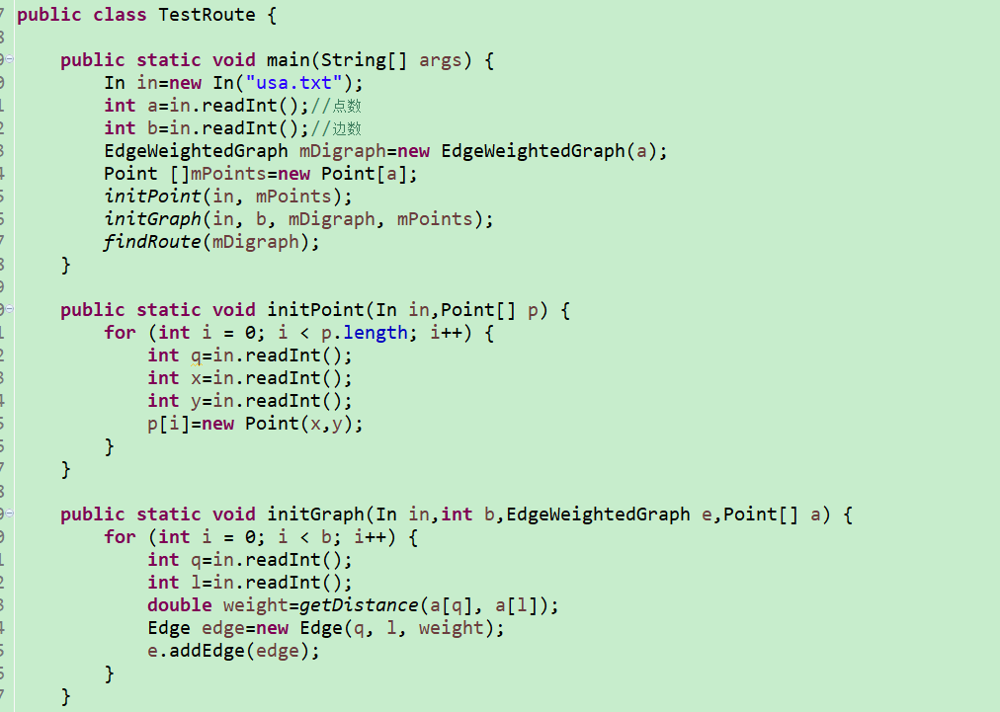 public class TestRoute {
public static void main(String[] args) {
In in=new In("usa.txt");
int a=in.readInt();//点数
int b=in.readInt();//边数
EdgeWeightedGraph mDigraph=new EdgeWeightedGraph(a);
Point []mPoints=new Point[a];
initPoint(in, mPoints);
initGraph(in, b, mDigraph, mPoints);
findRoute(mDigraph);
}
public static void initPoint(In in,Point[] p) {
for (int i = 0; i < p.length; i++) {
int q=in.readInt();
int x=in.readInt();
int y=in.readInt();
p[i]=new Point(x,y);
}
}
public static void initGraph(In in,int b,EdgeWeightedGraph e,Point[] a) {
for (int i = 0; i < b; i++) {
int q=in.readInt();
int l=in.readInt();
double weight=getDistance(a[q], a[l]);
Edge edge=new Edge(q, l, weight);
e.addEdge(edge);
}
}